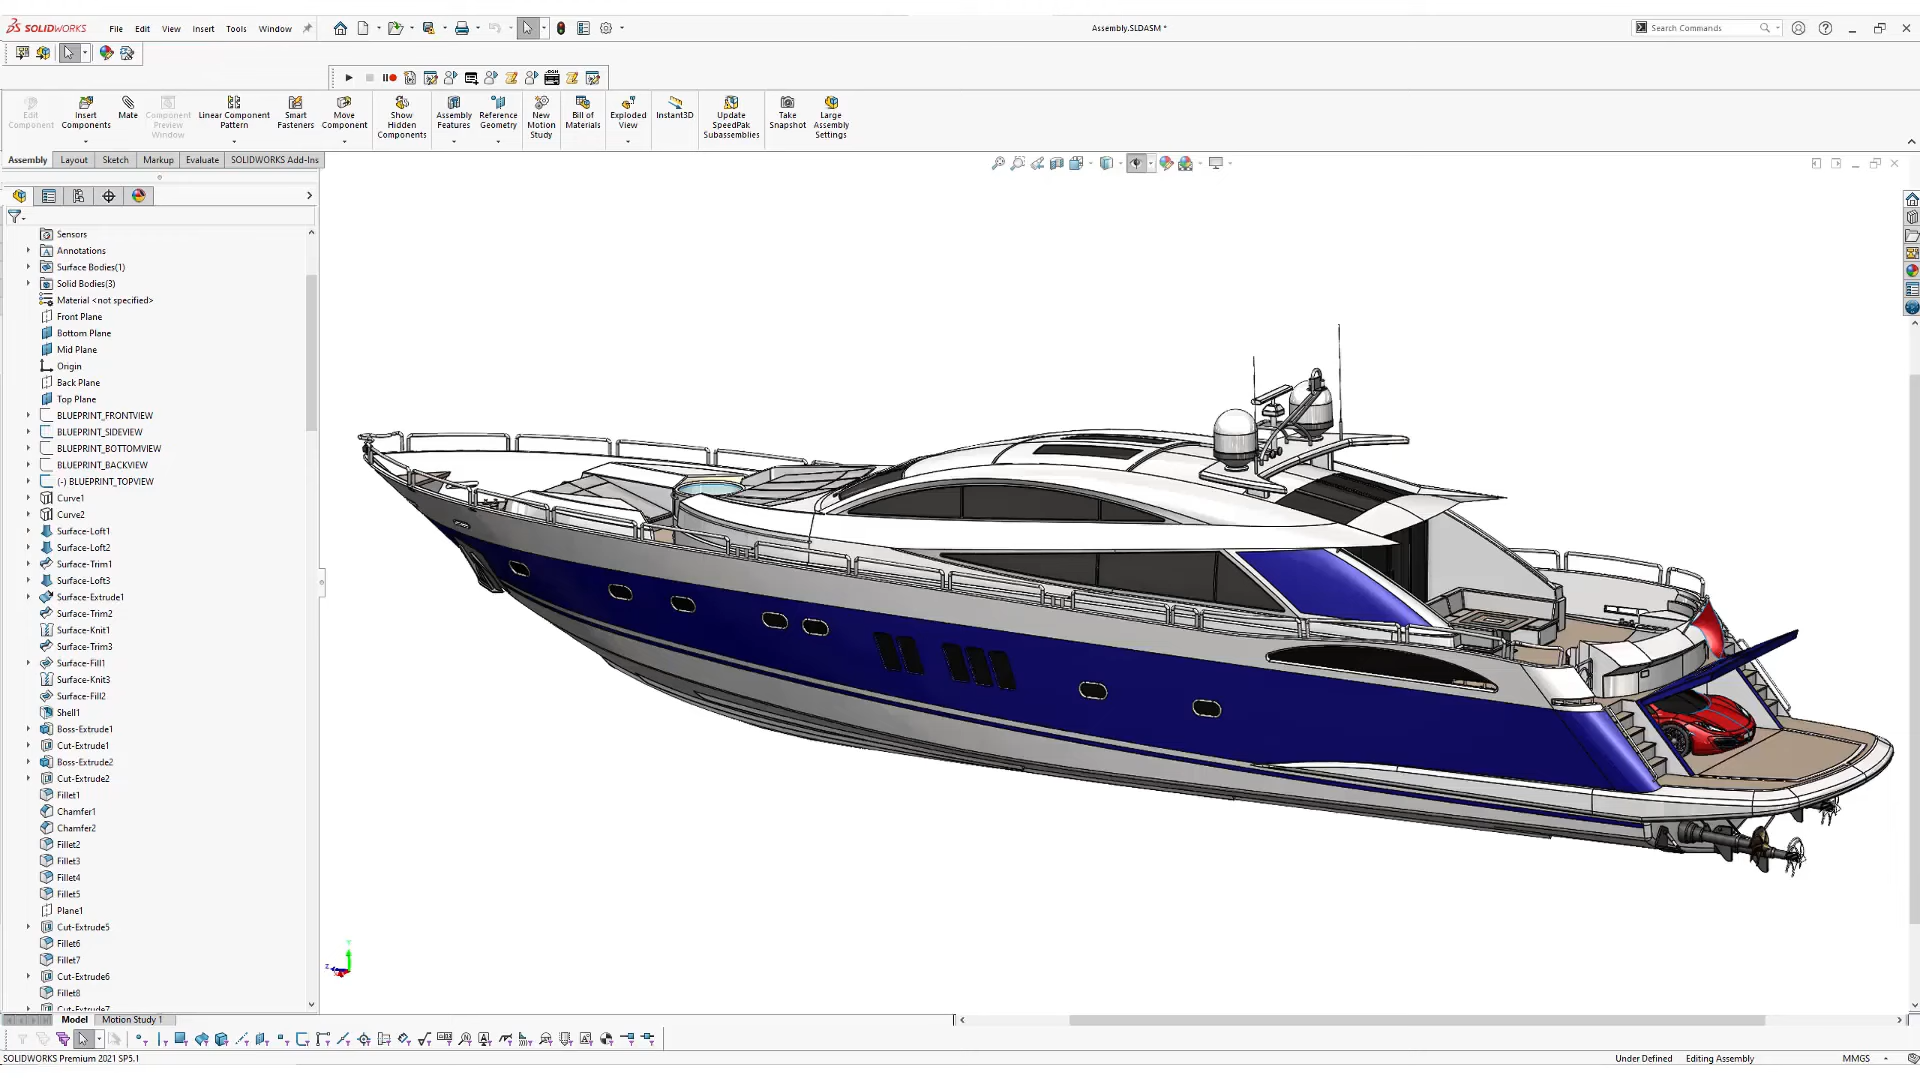 SOLIDWORKS File Edit View Insert Tools Window
Assembly.SLDASM *
Search Commands
Edit Component
Insert Components
Mate
Component Preview Window
Linear Component Pattern
Smart Fasteners
Move Component
Show Hidden Components
Assembly Features
Reference Geometry
New Motion Study
Bill of Materials
Exploded View
Instant3D
Update SpeedPak Subassemblies
Take Snapshot
Large Assembly Settings
Assembly Layout Sketch Markup Evaluate SOLIDWORKS Add-Ins
Sensors
Annotations
Surface Bodies(1)
Solid Bodies(3)
Material <not specified>
Front Plane
Bottom Plane
Mid Plane
Origin
Back Plane
Top Plane
BLUEPRINT_FRONTVIEW
BLUEPRINT_SIDEVIEW
BLUEPRINT_BOTTOMVIEW
BLUEPRINT_BACKVIEW
(-) BLUEPRINT_TOPVIEW
Curve1
Curve2
Surface-Loft1
Surface-Loft2
Surface-Trim1
Surface-Loft3
Surface-Extrude1
Surface-Trim2
Surface-Knit1
Surface-Trim3
Surface-Fill1
Surface-Knit3
Surface-Fill2
Shell1
Boss-Extrude1
Cut-Extrude1
Boss-Extrude2
Cut-Extrude2
Fillet1
Chamfer1
Chamfer2
Fillet2
Fillet3
Fillet4
Fillet5
Plane1
Cut-Extrude5
Fillet6
Fillet7
Cut-Extrude6
Fillet8
Cut-Extrude7
Y
Z
Model Motion Study 1
SOLIDWORKS Premium 2021 SP5.1
Under Defined Editing Assembly MMGS